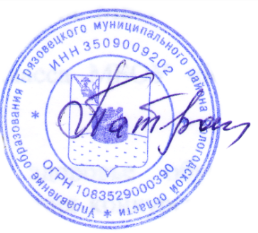 Управление образования Грязовецкого муниципального района Вологодской области *
*
ИНН 3509009202
ОГРН 1083529000390